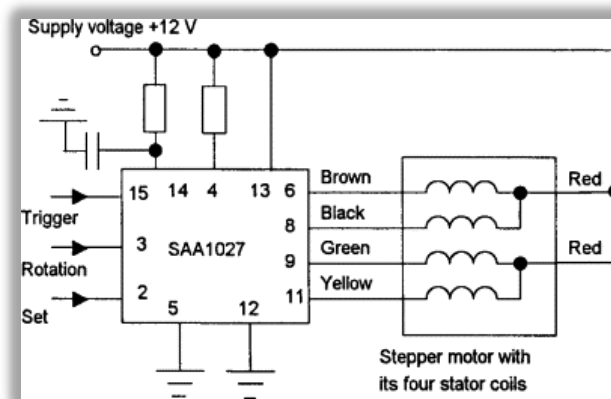 Supply voltage +12 V
15 14 4 13 6 Brown Red
Trigger
8 Black
3 SAA1027 9 Green Red
Rotation
2 11 Yellow
Set 5 12
Stepper motor with
its four stator coils